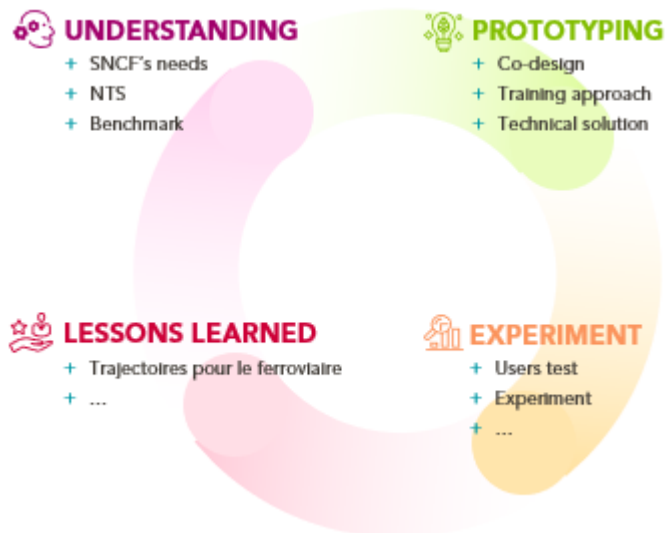 UNDERSTANDING
+ SNCF's needs
+ NTS
+ Benchmark
PROTOTYPING
+ Co-design
+ Training approach
+ Technical solution
EXPERIMENT
+ Users test
+ Experiment
+ ...
LESSONS LEARNED
+ Trajectoires pour le ferroviaire
+ ...